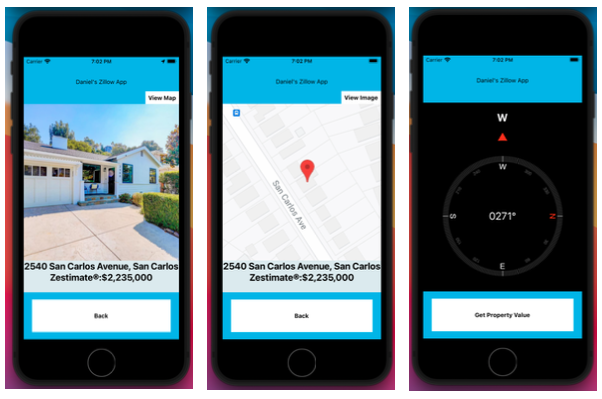 Carrier 7:02 PM
Daniel's Zillow App
View Map
2540 San Carlos Avenue, San Carlos
Zestimate®:$2,235,000
Back
Carrier 7:02 PM
Daniel's Zillow App
View Image
San Carlos Ave
2540 San Carlos Avenue, San Carlos
Zestimate®:$2,235,000
Back
Carrier 7:02 PM
Daniel's Zillow App
W
W
S 0271° N
E
Get Property Value